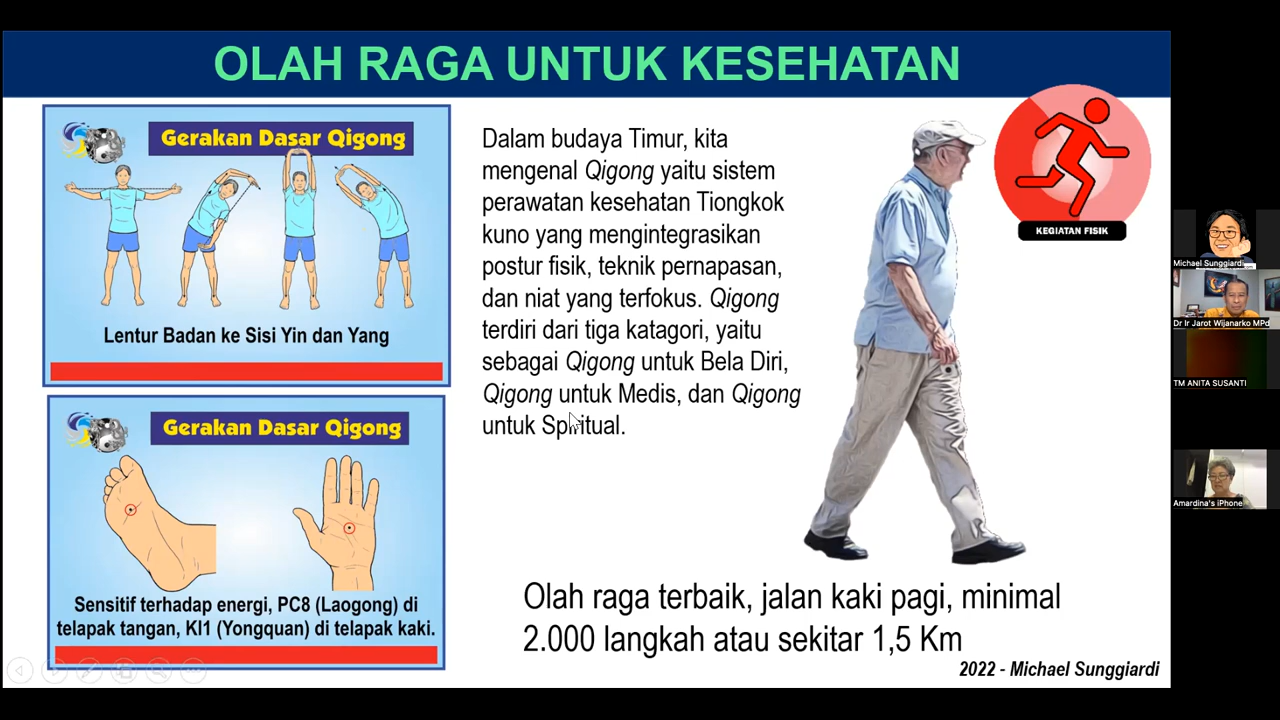 OLAH RAGA UNTUK KESEHATAN
Gerakan Dasar Qigong
Lentur Badan ke Sisi Yin dan Yang
Gerakan Dasar Qigong
Sensitif terhadap energi, PC8 (Laogong) di
telapak tangan, KI1 (Yongquan) di telapak kaki.
Dalam budaya Timur, kita
mengenal Qigong yaitu sistem
perawatan kesehatan Tiongkok
kuno yang mengintegrasikan
postur fisik, teknik pernapasan,
dan niat yang terfokus. Qigong
terdiri dari tiga katagori, yaitu
sebagai Qigong untuk Bela Diri,
Qigong untuk Medis, dan Qigong
untuk Spiritual.
KEGIATAN FISIK
Olah raga terbaik, jalan kaki pagi, minimal
2.000 langkah atau sekitar 1,5 Km
2022 - Michael Sunggiardi
Michael Sunggiardi
Dr Ir Jarot Wijanarko MPd
TM ANITA SUSANTI
Amardina's iPhone